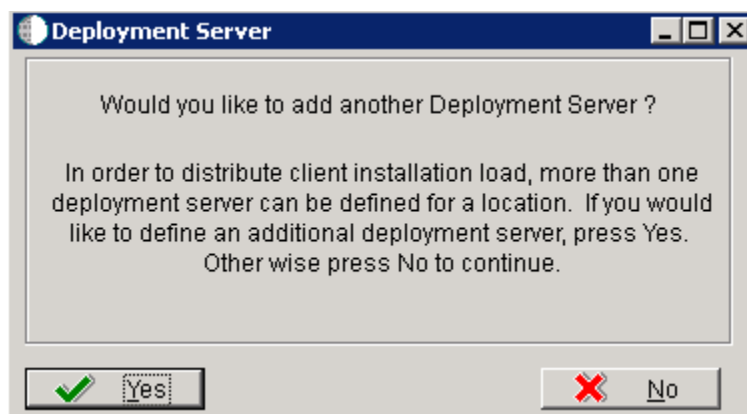 Deployment Server
Would you like to add another Deployment Server ?
In order to distribute client installation load, more than one
deployment server can be defined for a location. If you would
like to define an additional deployment server, press Yes.
Other wise press No to continue.
Yes
No